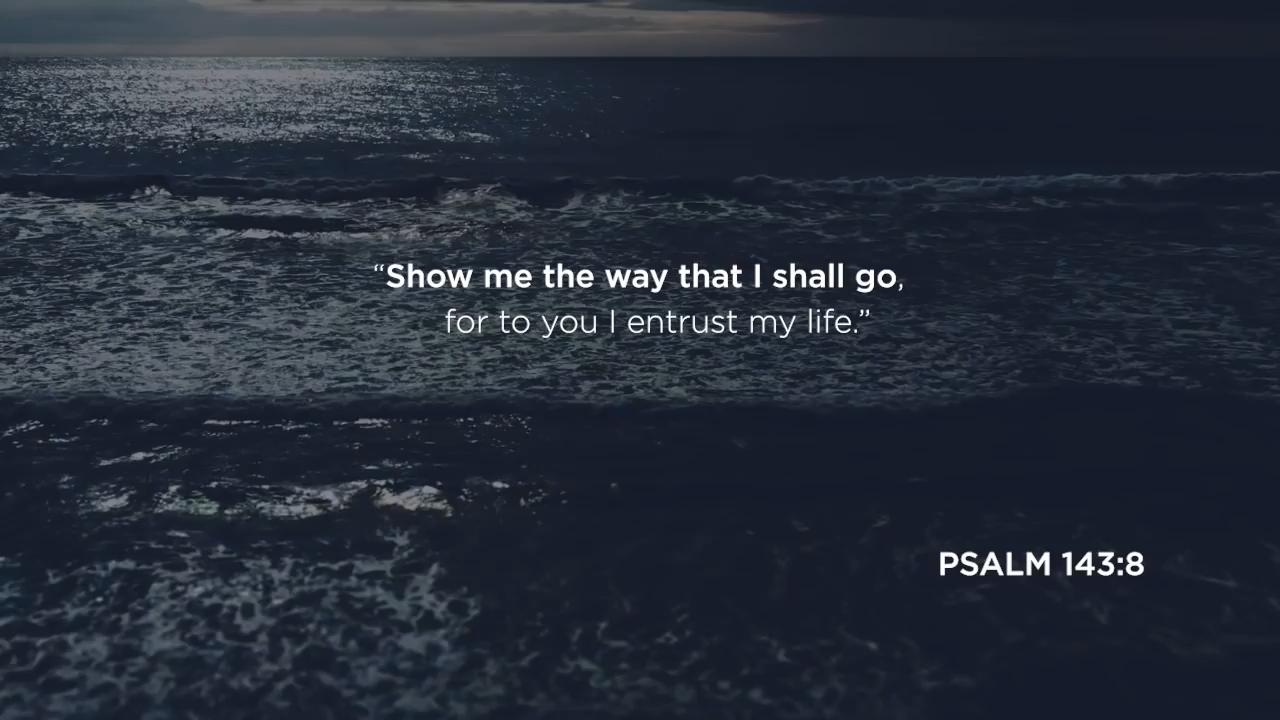 “Show me the way that I shall go,
for to you I entrust my life.”
PSALM 143:8